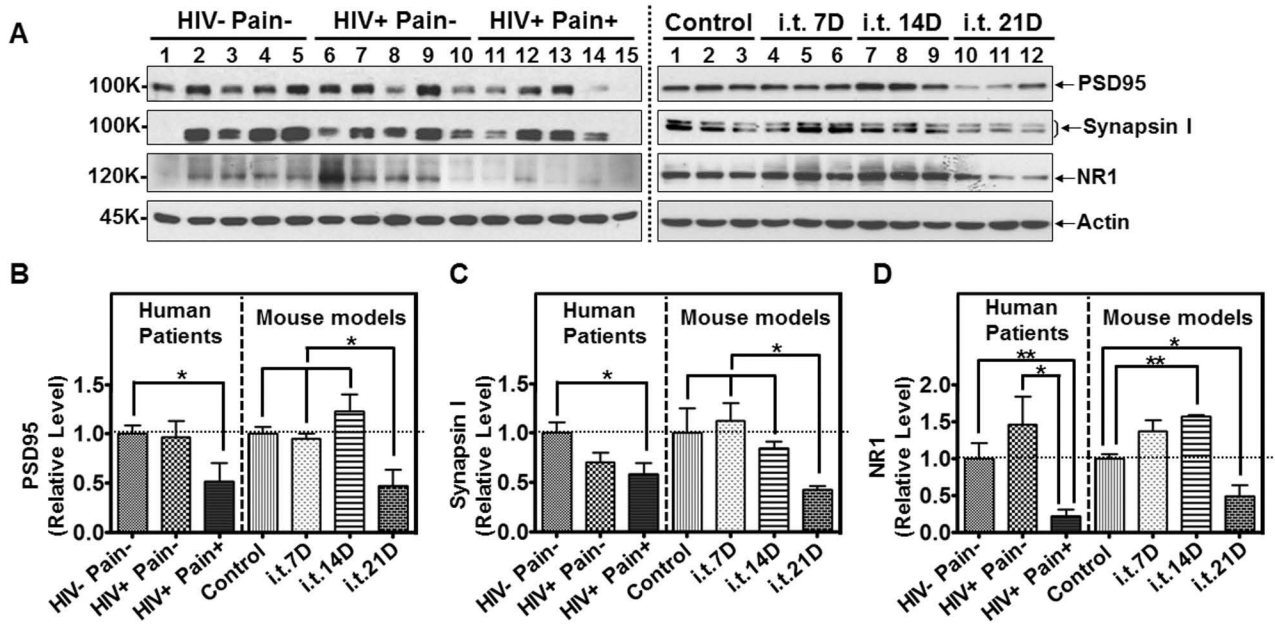 A
HIV- Pain- HIV+ Pain- HIV+ Pain+
1 2 3 4 5 6 7 8 9 10 11 12 13 14 15
Control i.t. 7D i.t. 14D i.t. 21D
1 2 3 4 5 6 7 8 9 10 11 12
100K
PSD95
100K
Synapsin I
120K
NR1
45K
Actin
B
Human
Patients
Mouse models
*
*
PSD95
(Relative Level)
1.5
1.0
0.5
0.0
HIV- Pain-
HIV+ Pain-
HIV+ Pain+
Control
i.t.7D
i.t.14D
i.t.21D
C
Human
Patients
Mouse models
*
*
Synapsin I
(Relative Level)
1.5
1.0
0.5
0.0
HIV- Pain-
HIV+ Pain-
HIV+ Pain+
Control
i.t.7D
i.t.14D
i.t.21D
D
Human
Patients
Mouse models
**
*
*
**
NR1
(Relative Level)
2.0
1.5
1.0
0.5
0.0
HIV- Pain-
HIV+ Pain-
HIV+ Pain+
Control
i.t.7D
i.t.14D
i.t.21D